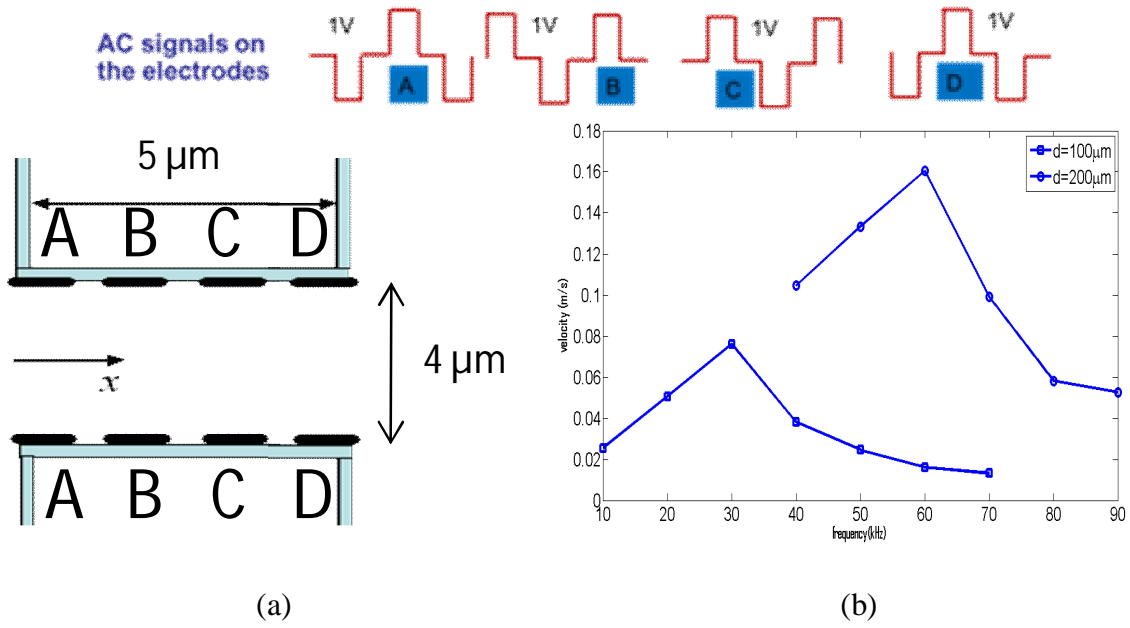 1V 1V 1V 1V
AC signals on
the electrodes
A B C D
5 µm
A B C D
x
4 µm
A B C D
(a)
0.18
0.16
0.14
0.12
0.1
0.08
0.06
0.04
0.02
0
velocity (m/s)
10 20 30 40 50 60 70 80 90
frequency(kHz)
d=100µm
d=200µm
(b)